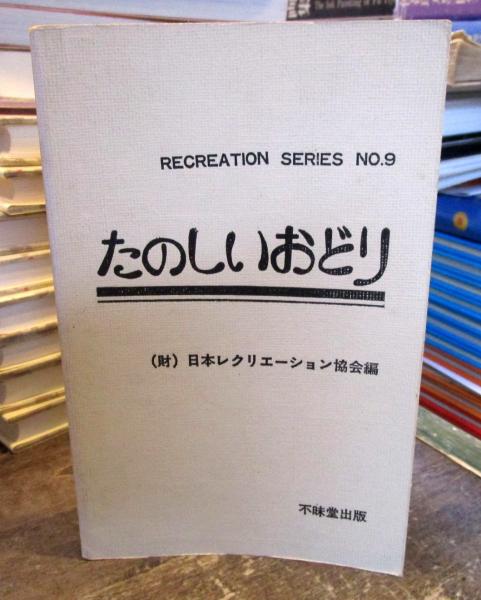 RECREATION SERIES NO.9
たのしいおどり
(財) 日本レクリエーション協会編
不昧堂出版